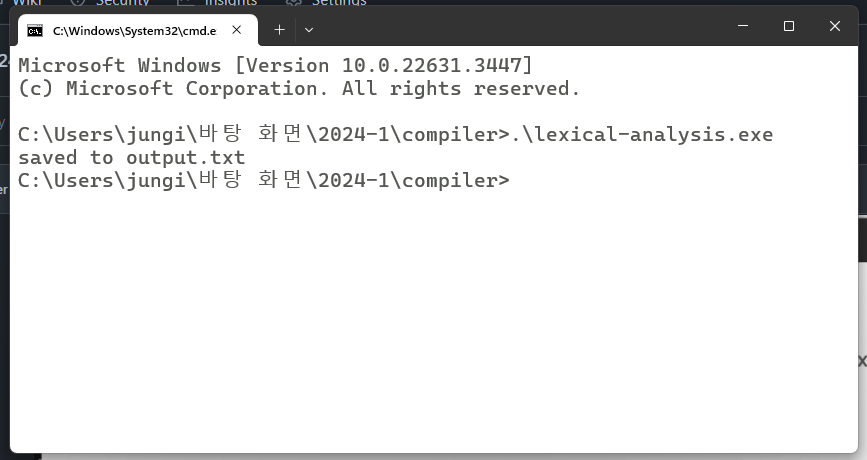 Wiki Security Insights Settings
C:\Windows\System32\cmd.e
Microsoft Windows [Version 10.0.22631.3447]
(c) Microsoft Corporation. All rights reserved.
C:\Users\jungi\바탕 화면\2024-1\compiler>.\lexical-analysis.exe
saved to output.txt
C:\Users\jungi\바탕 화면\2024-1\compiler>